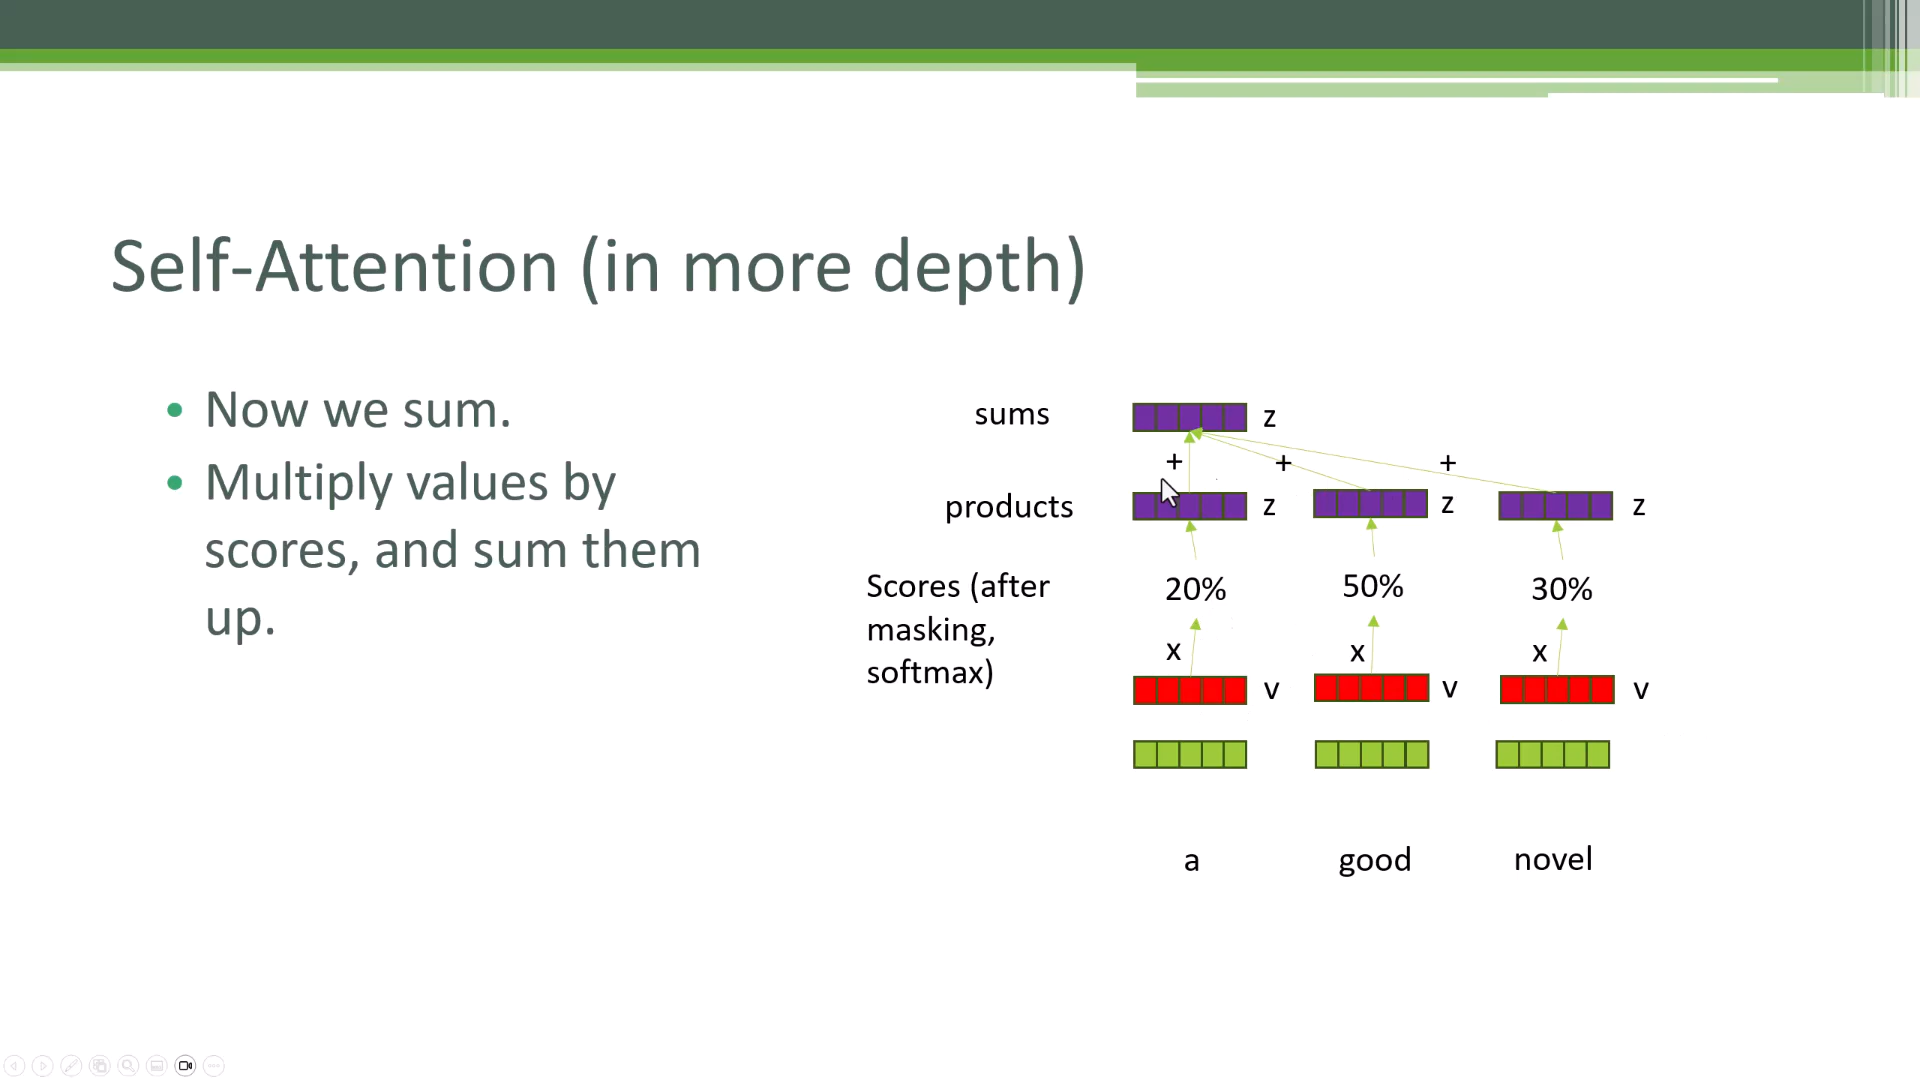 Self-Attention (in more depth)
• Now we sum.
• Multiply values by
scores, and sum them
up.
sums z
+ + +
products z z z
Scores (after
masking,
softmax)
20% 50% 30%
x x x
v v v
a good novel